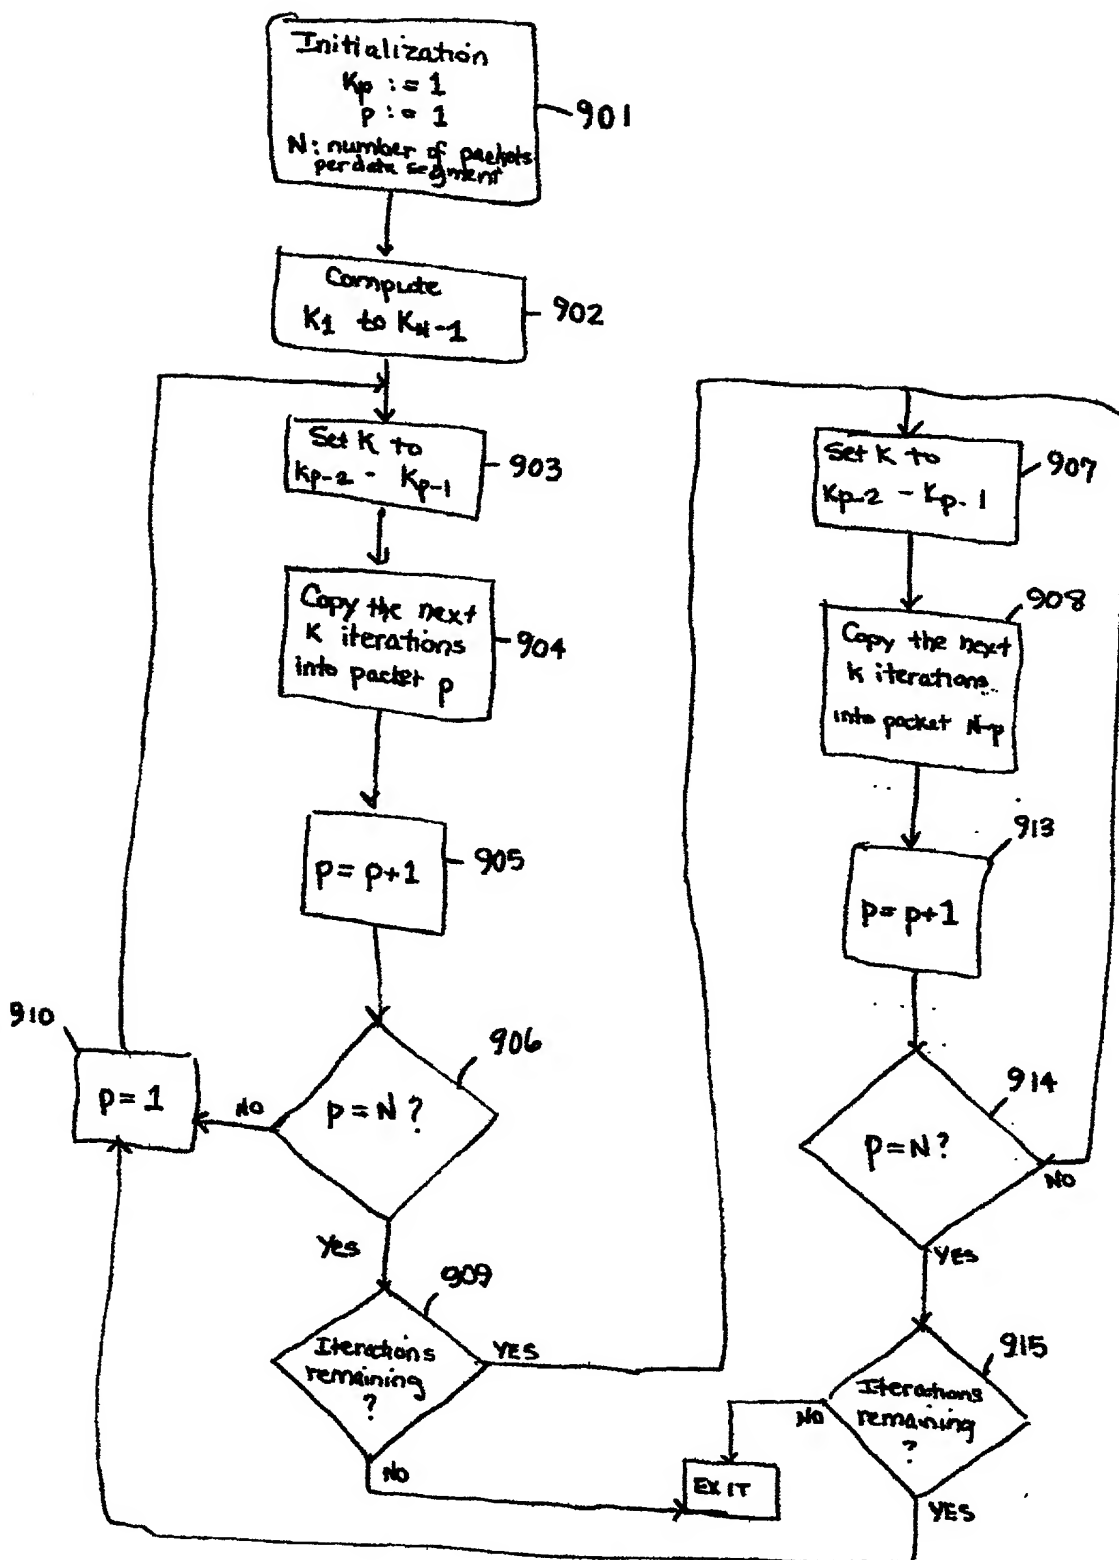 Initialization
Kp := 1
p := 1
N: number of packets
per data segment
901
Compute
K1 to KN-1
902
Set K to
Kp-2 - Kp-1
903
Copy the next
K iterations
into packet p
904
p = p+1
905
p = N ?
906
NO
Yes
910
p = 1
Iterations
remaining
?
909
YES
NO
Set K to
Kp-2 - Kp-1
907
Copy the next
K iterations
into packet N-p
908
p = p+1
913
p = N ?
914
NO
YES
Iterations
remaining
?
915
NO
YES
EXIT